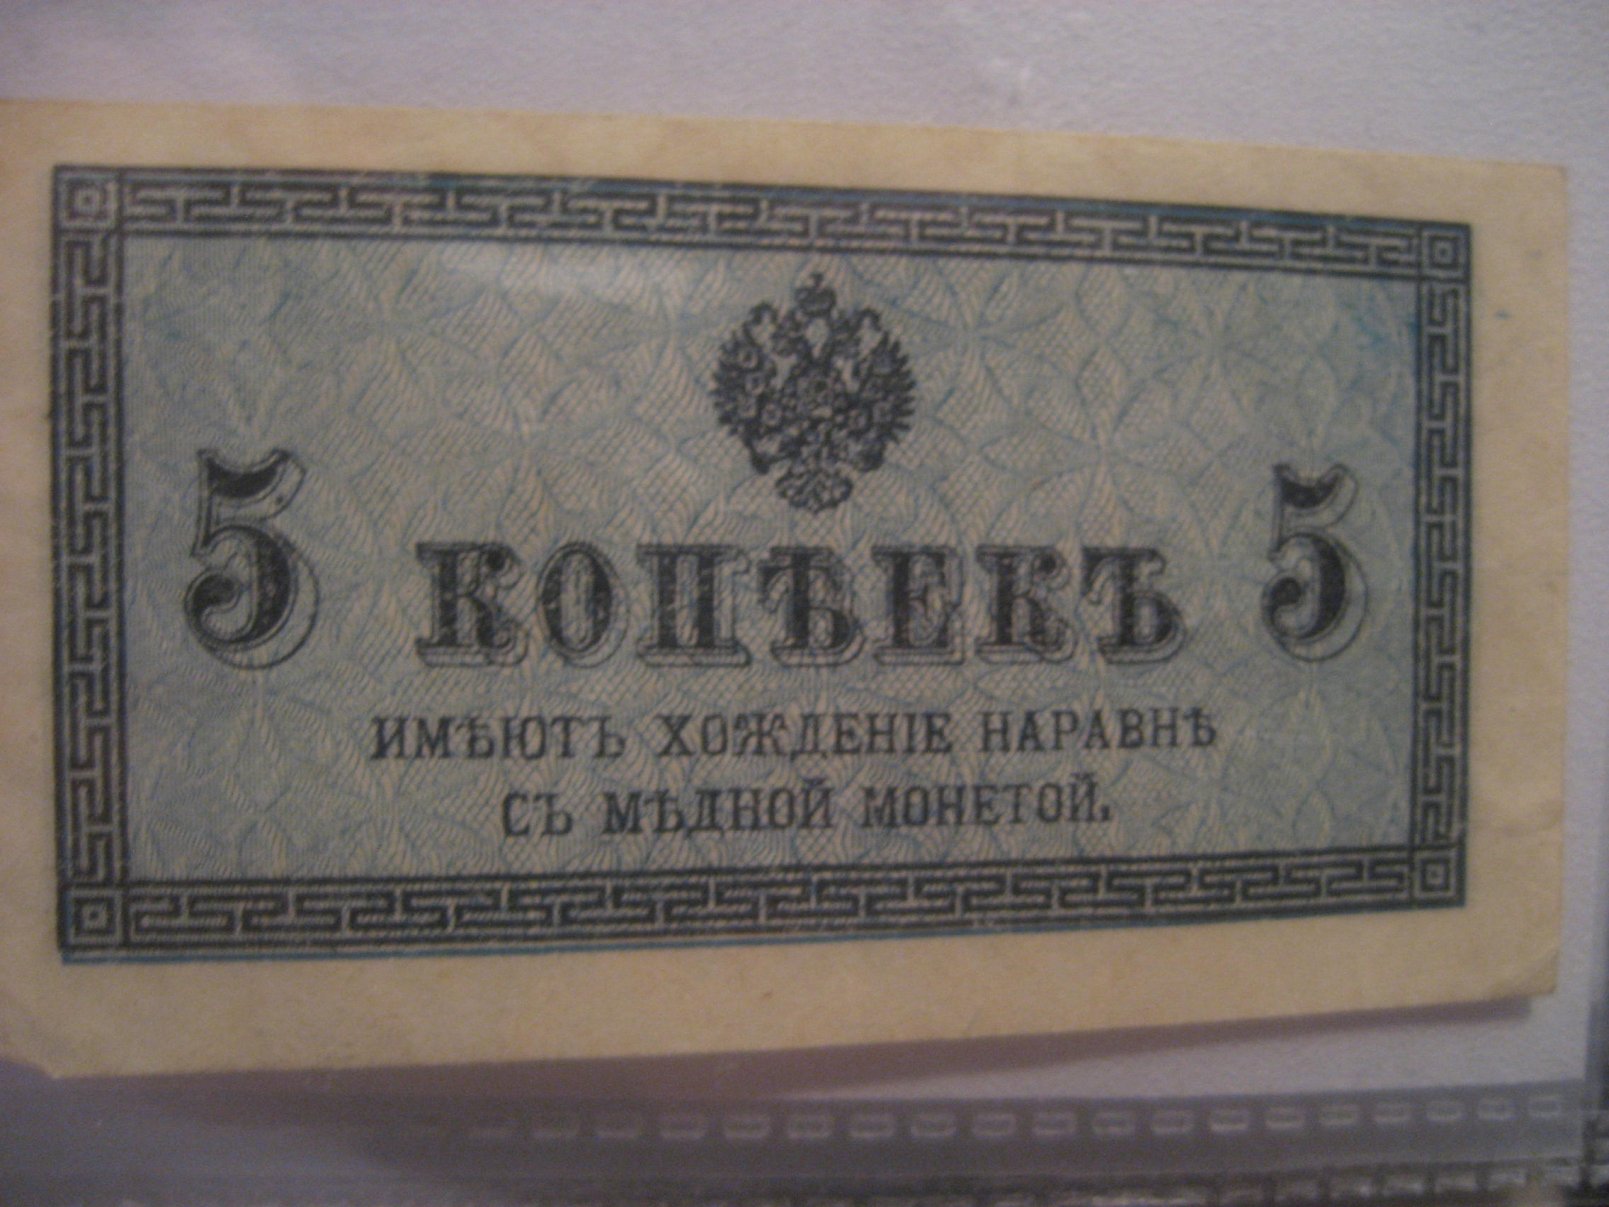 5 КОПѢЕКЪ 5
ИМѢЮТЪ ХОЖДЕНІЕ НАРАВНѢ
СЪ МѢДНОЙ МОНЕТОЙ.